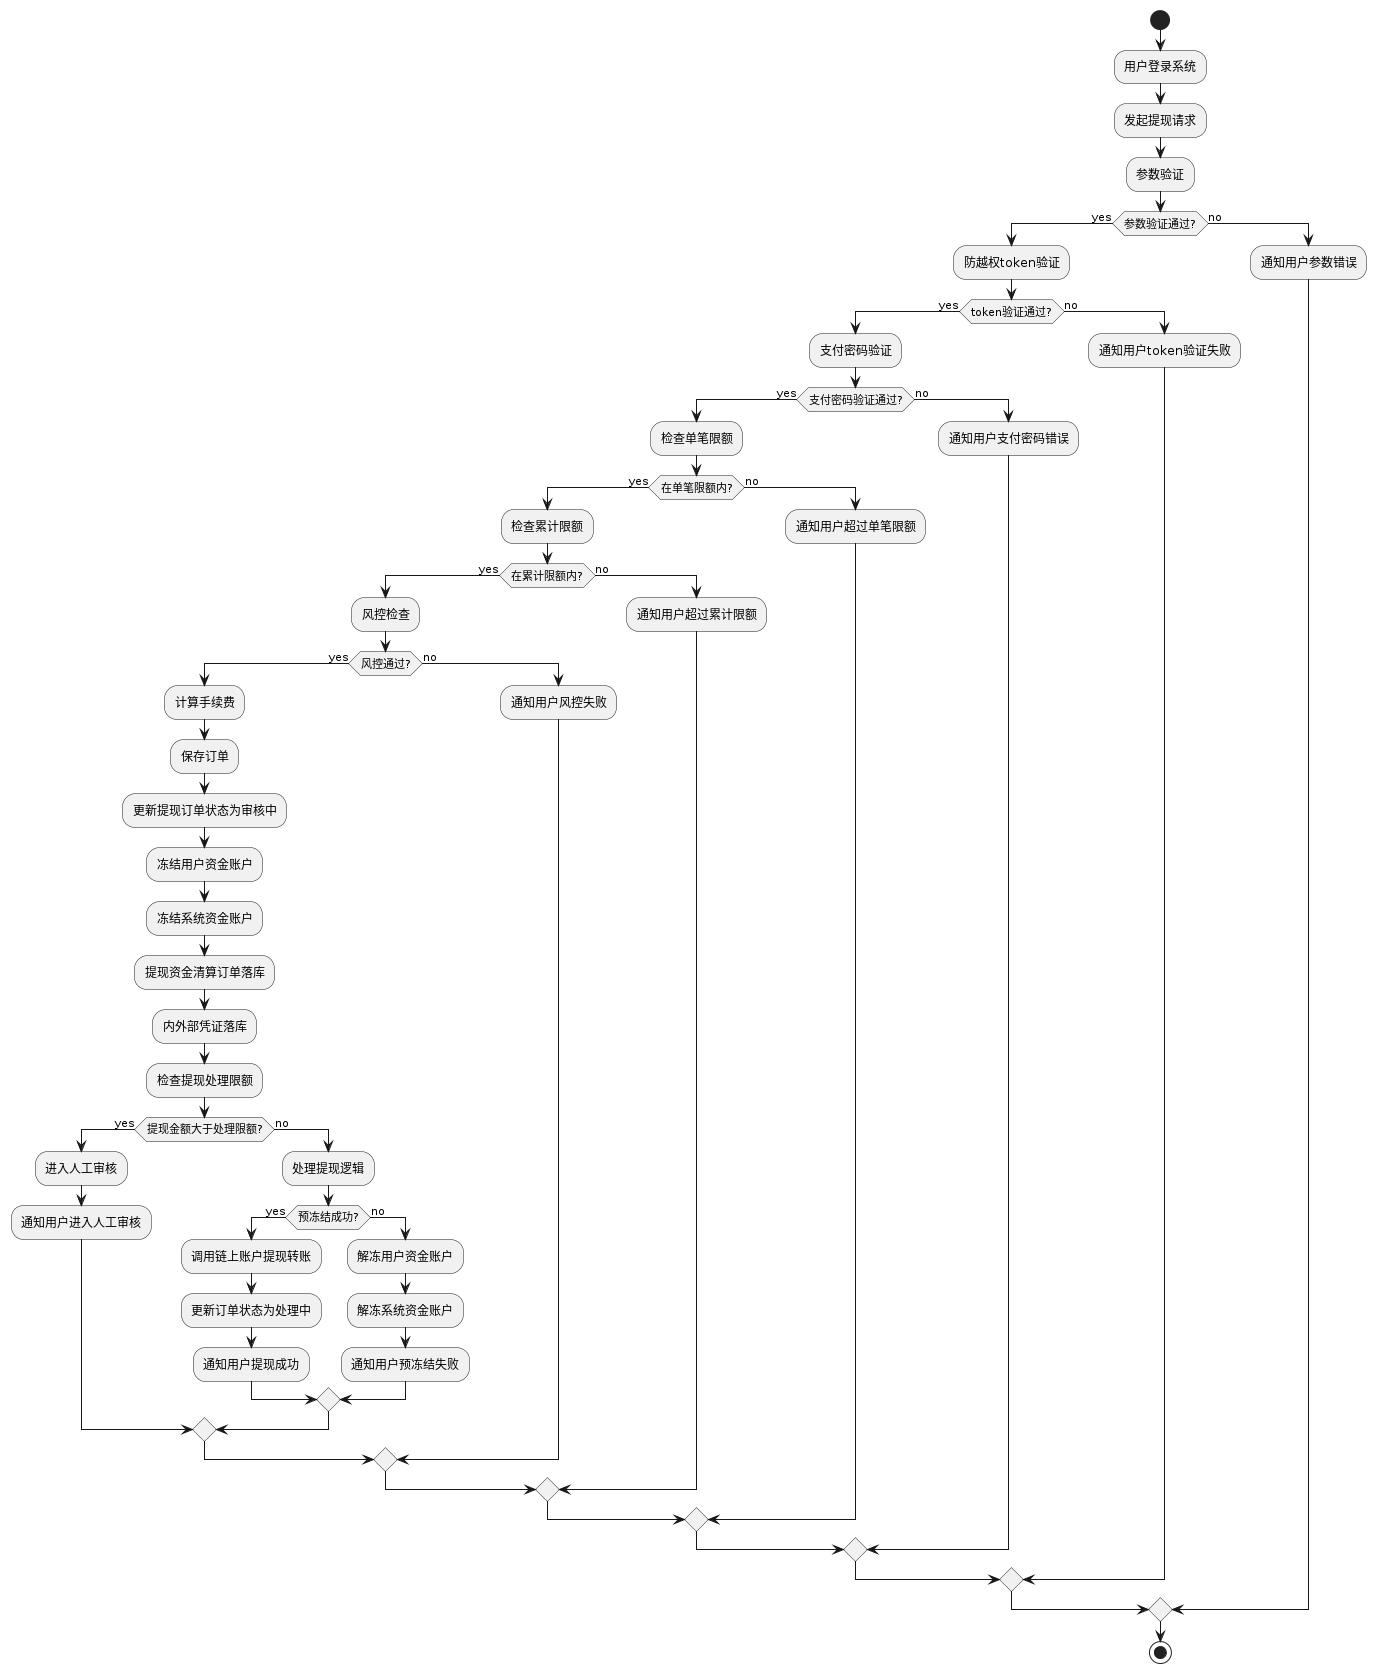 用户登录系统
发起提现请求
参数验证
yes
参数验证通过?
no
防越权token验证
通知用户参数错误
yes
token验证通过?
no
支付密码验证
通知用户token验证失败
yes
支付密码验证通过?
no
检查单笔限额
通知用户支付密码错误
yes
在单笔限额内?
no
检查累计限额
通知用户超过单笔限额
yes
在累计限额内?
no
风控检查
通知用户超过累计限额
yes
风控通过?
no
计算手续费
通知用户风控失败
保存订单
更新提现订单状态为审核中
冻结用户资金账户
冻结系统资金账户
提现资金清算订单落库
内外部凭证落库
检查提现处理限额
yes
提现金额大于处理限额?
no
进入人工审核
处理提现逻辑
通知用户进入人工审核
yes
预冻结成功?
no
调用链上账户提现转账
解冻用户资金账户
更新订单状态为处理中
解冻系统资金账户
通知用户提现成功
通知用户预冻结失败